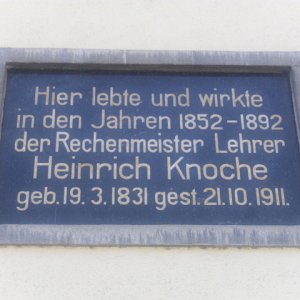 Hier lebte und wirkte
in den Jahren 1852-1892
der Rechenmeister Lehrer
Heinrich Knoche
geb. 19. 3. 1831 gest. 21. 10. 1911.